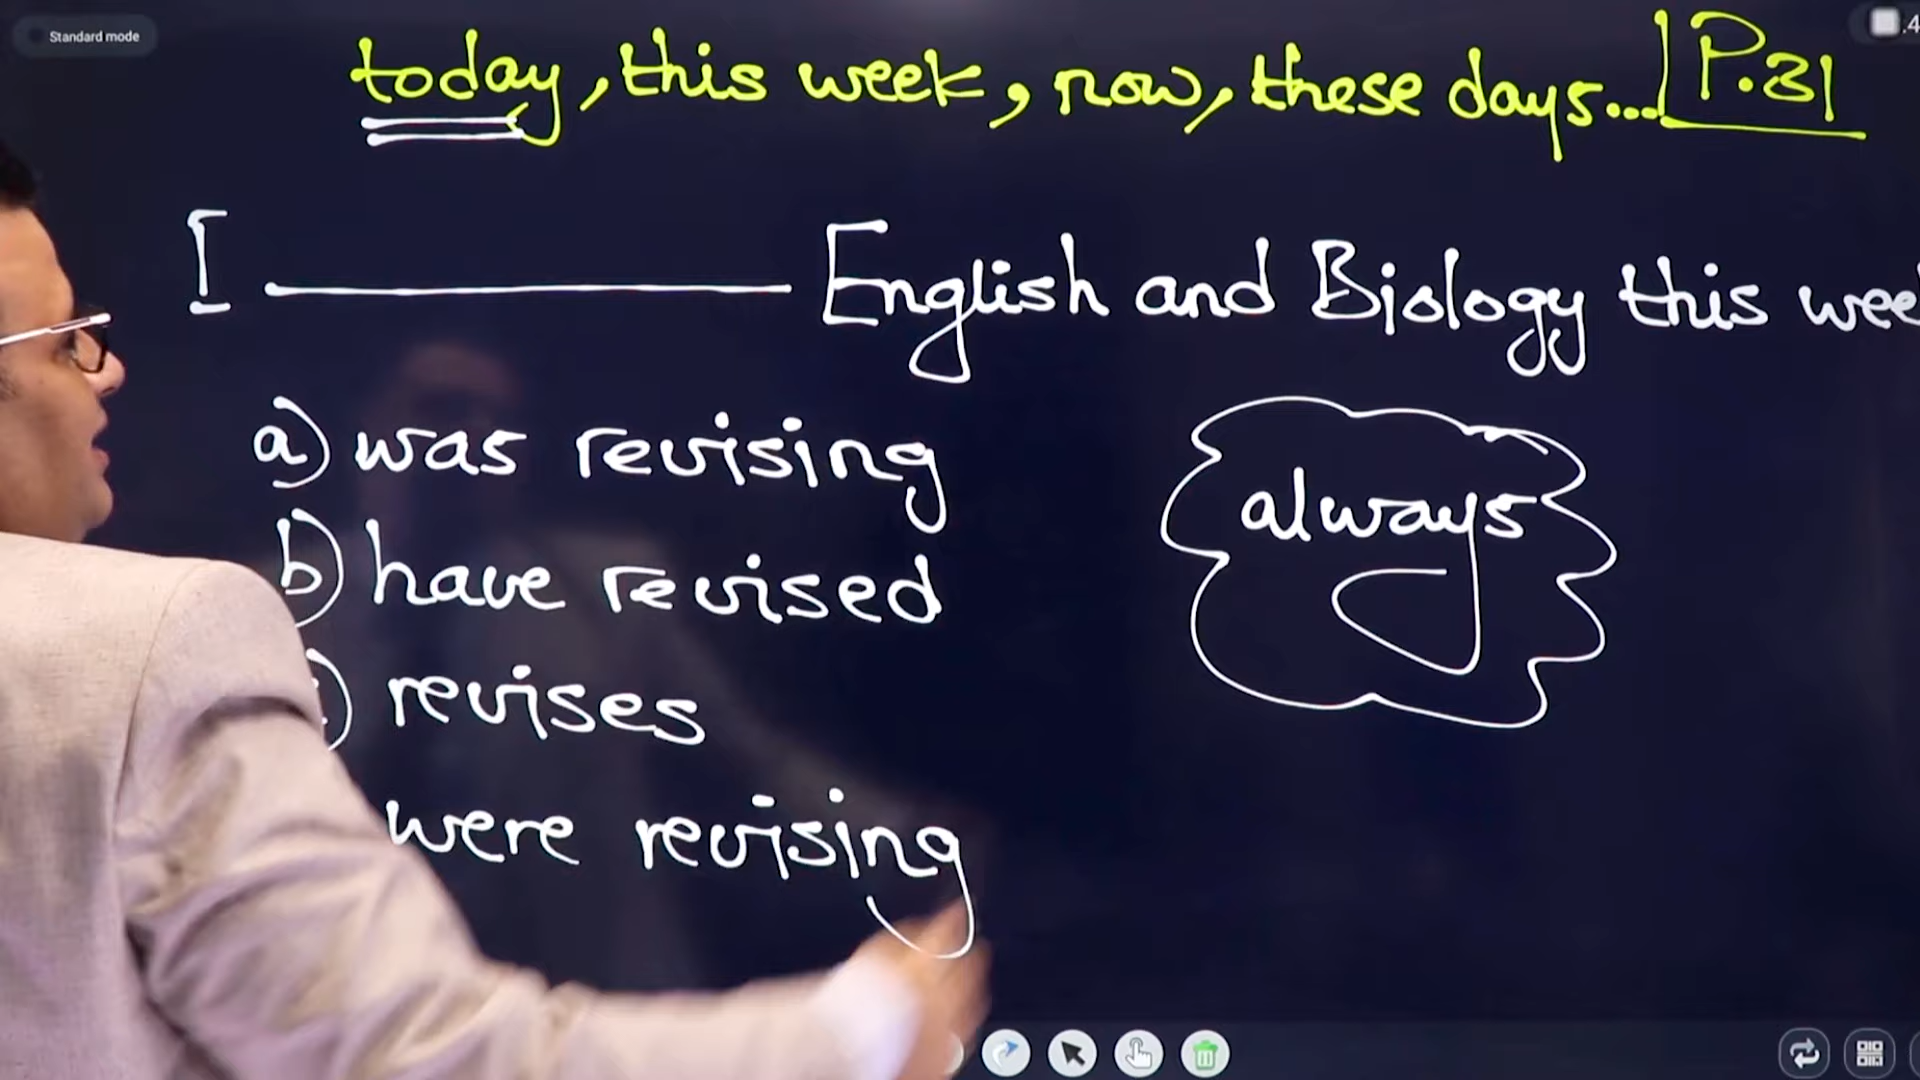 Standard mode
today, this week, now, these days... P.31
I ________ English and Biology this
a) was revising
always
b) have revised
revises
were revising